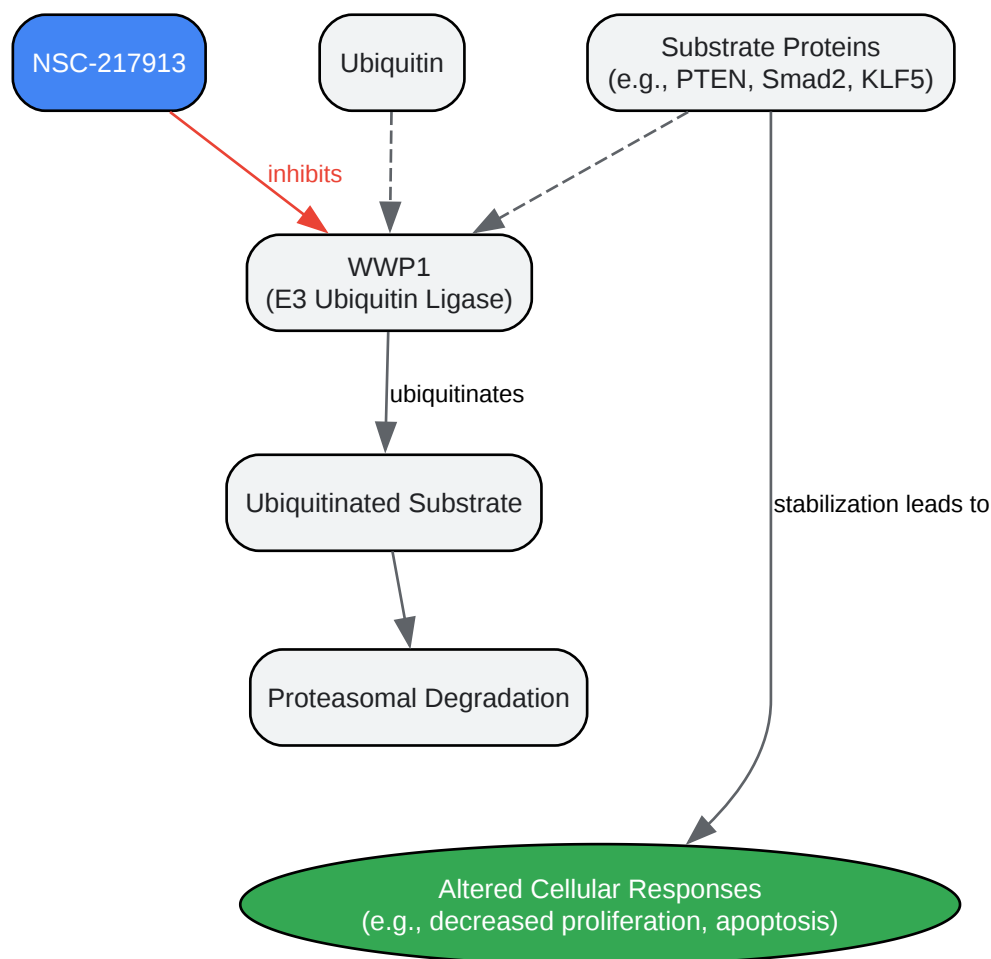 NSC-217913
Ubiquitin
Substrate Proteins
(e.g., PTEN, Smad2, KLF5)
inhibits
WWP1
(E3 Ubiquitin Ligase)
ubiquitinates
Ubiquitinated Substrate
stabilization leads to
Proteasomal Degradation
Altered Cellular Responses
(e.g., decreased proliferation, apoptosis)